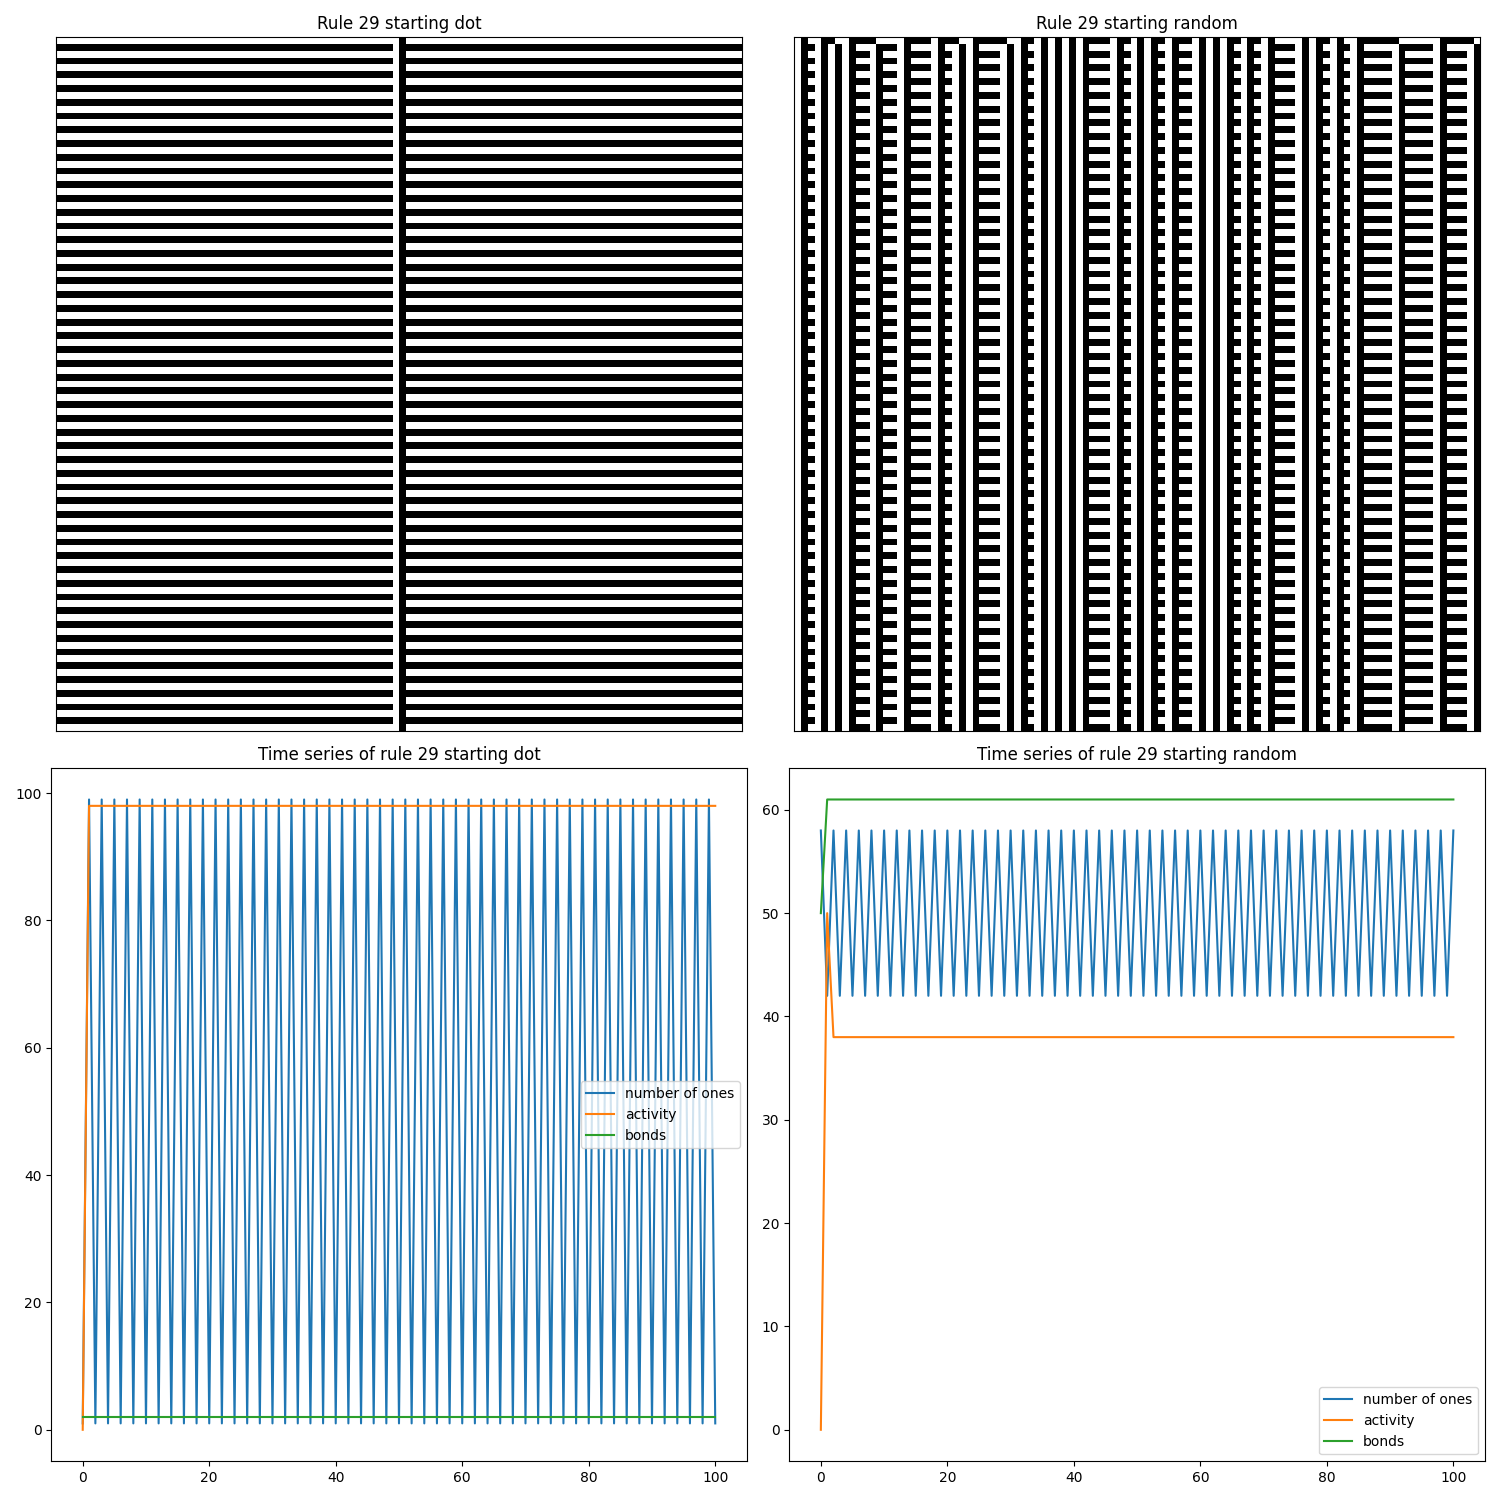 Rule 29 starting dot
Rule 29 starting random
Time series of rule 29 starting dot
100
80
60
40
20
0
0 20 40 60 80 100
number of ones
activity
bonds
Time series of rule 29 starting random
60
50
40
30
20
10
0
0 20 40 60 80 100
number of ones
activity
bonds